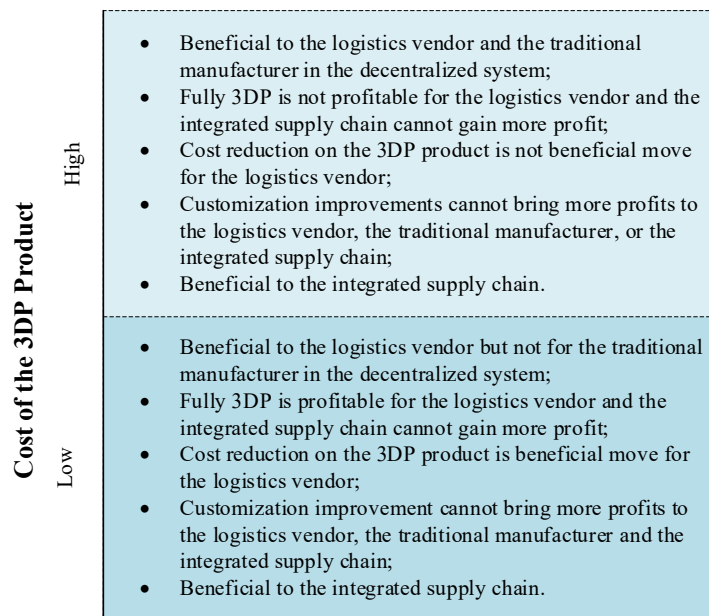 Cost of the 3DP Product
High
• Beneficial to the logistics vendor and the traditional
manufacturer in the decentralized system;
• Fully 3DP is not profitable for the logistics vendor and the
integrated supply chain cannot gain more profit;
• Cost reduction on the 3DP product is not beneficial move
for the logistics vendor;
• Customization improvements cannot bring more profits to
the logistics vendor, the traditional manufacturer, or the
integrated supply chain;
• Beneficial to the integrated supply chain.
Low
• Beneficial to the logistics vendor but not for the traditional
manufacturer in the decentralized system;
• Fully 3DP is profitable for the logistics vendor and the
integrated supply chain cannot gain more profit;
• Cost reduction on the 3DP product is beneficial move for
the logistics vendor;
• Customization improvement cannot bring more profits to
the logistics vendor, the traditional manufacturer and the
integrated supply chain;
• Beneficial to the integrated supply chain.